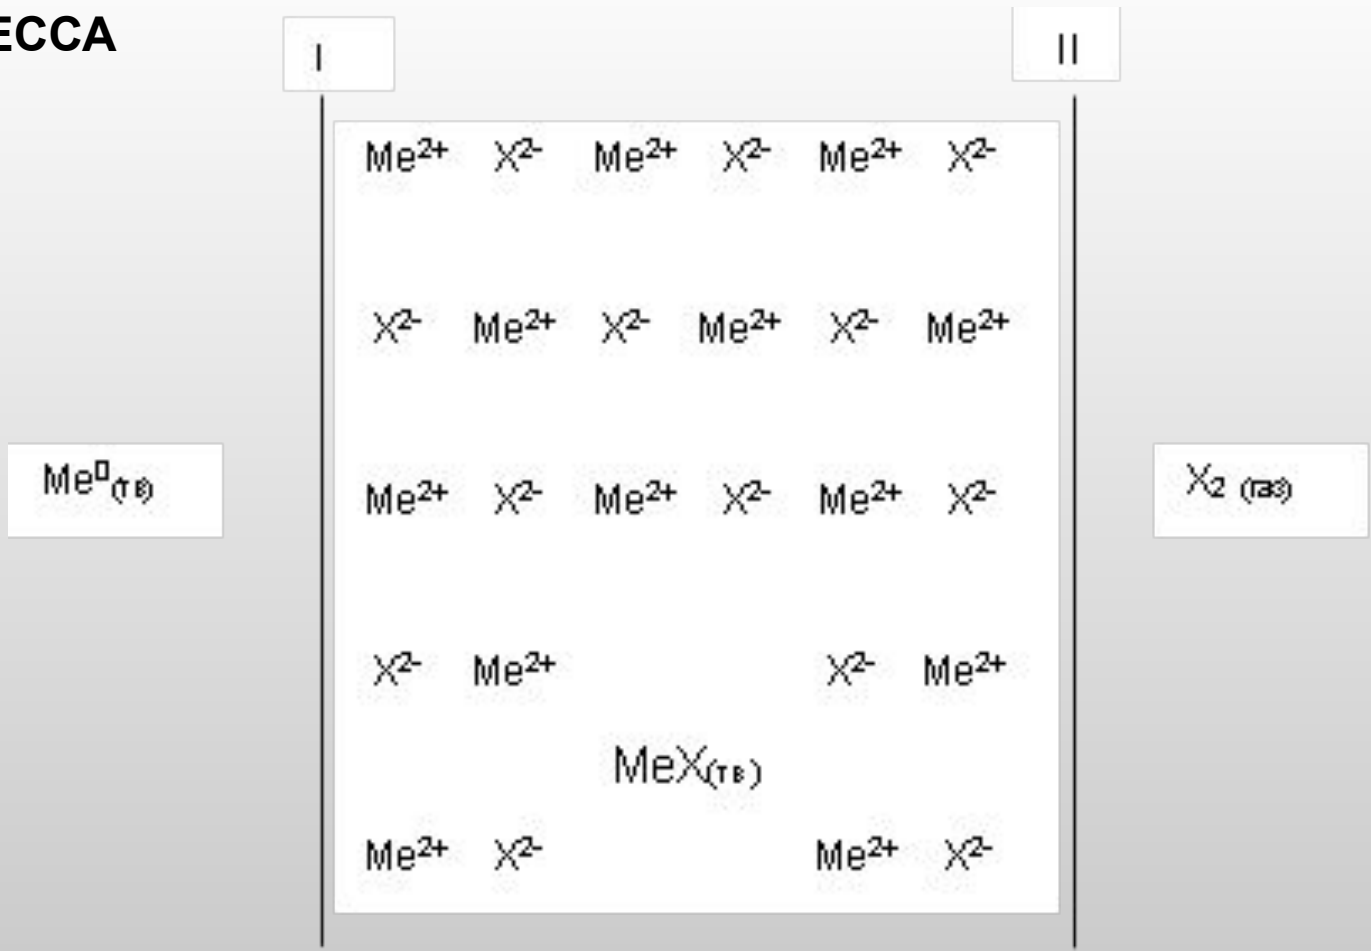 ЕССА
I II
Me²⁺ X²⁻ Me²⁺ X²⁻ Me²⁺ X²⁻
X²⁻ Me²⁺ X²⁻ Me²⁺ X²⁻ Me²⁺
Me⁰(тв)
Me²⁺ X²⁻ Me²⁺ X²⁻ Me²⁺ X²⁻
X₂ (газ)
X²⁻ Me²⁺ X²⁻ Me²⁺
MeX(тв)
Me²⁺ X²⁻ Me²⁺ X²⁻